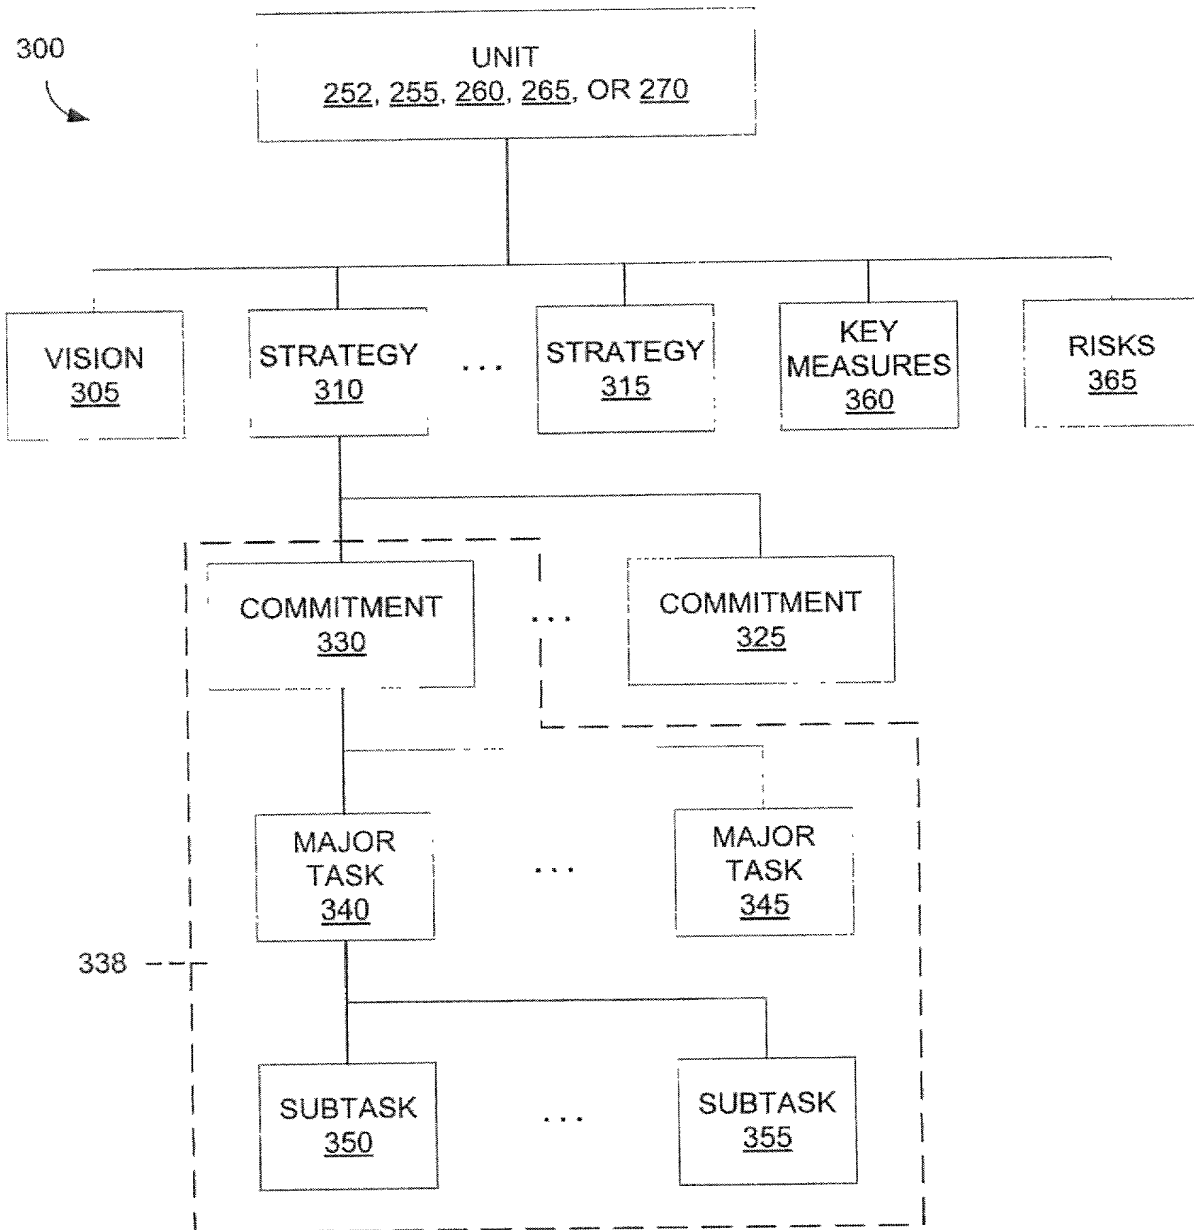 300
UNIT
252, 255, 260, 265, OR 270
VISION
305
STRATEGY
310
...
STRATEGY
315
KEY
MEASURES
360
RISKS
365
COMMITMENT
330
...
COMMITMENT
325
MAJOR
TASK
340
...
MAJOR
TASK
345
338
SUBTASK
350
...
SUBTASK
355